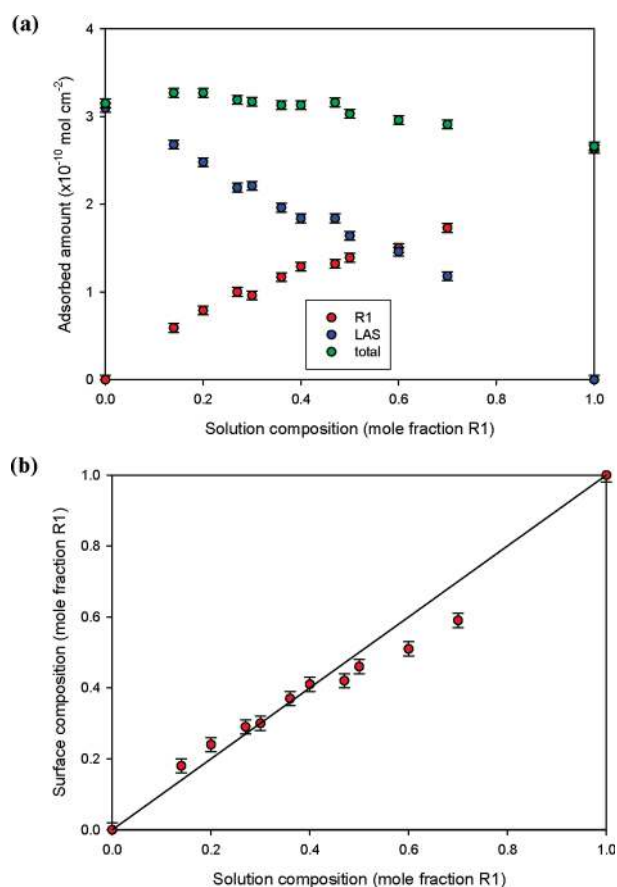 (a)
4
3
2
1
0
Adsorbed amount (x10⁻¹⁰ mol cm⁻²)
R1
LAS
total
0.0 0.2 0.4 0.6 0.8 1.0
Solution composition (mole fraction R1)
(b)
1.0
0.8
0.6
0.4
0.2
0.0
Surface composition (mole fraction R1)
0.0 0.2 0.4 0.6 0.8 1.0
Solution composition (mole fraction R1)